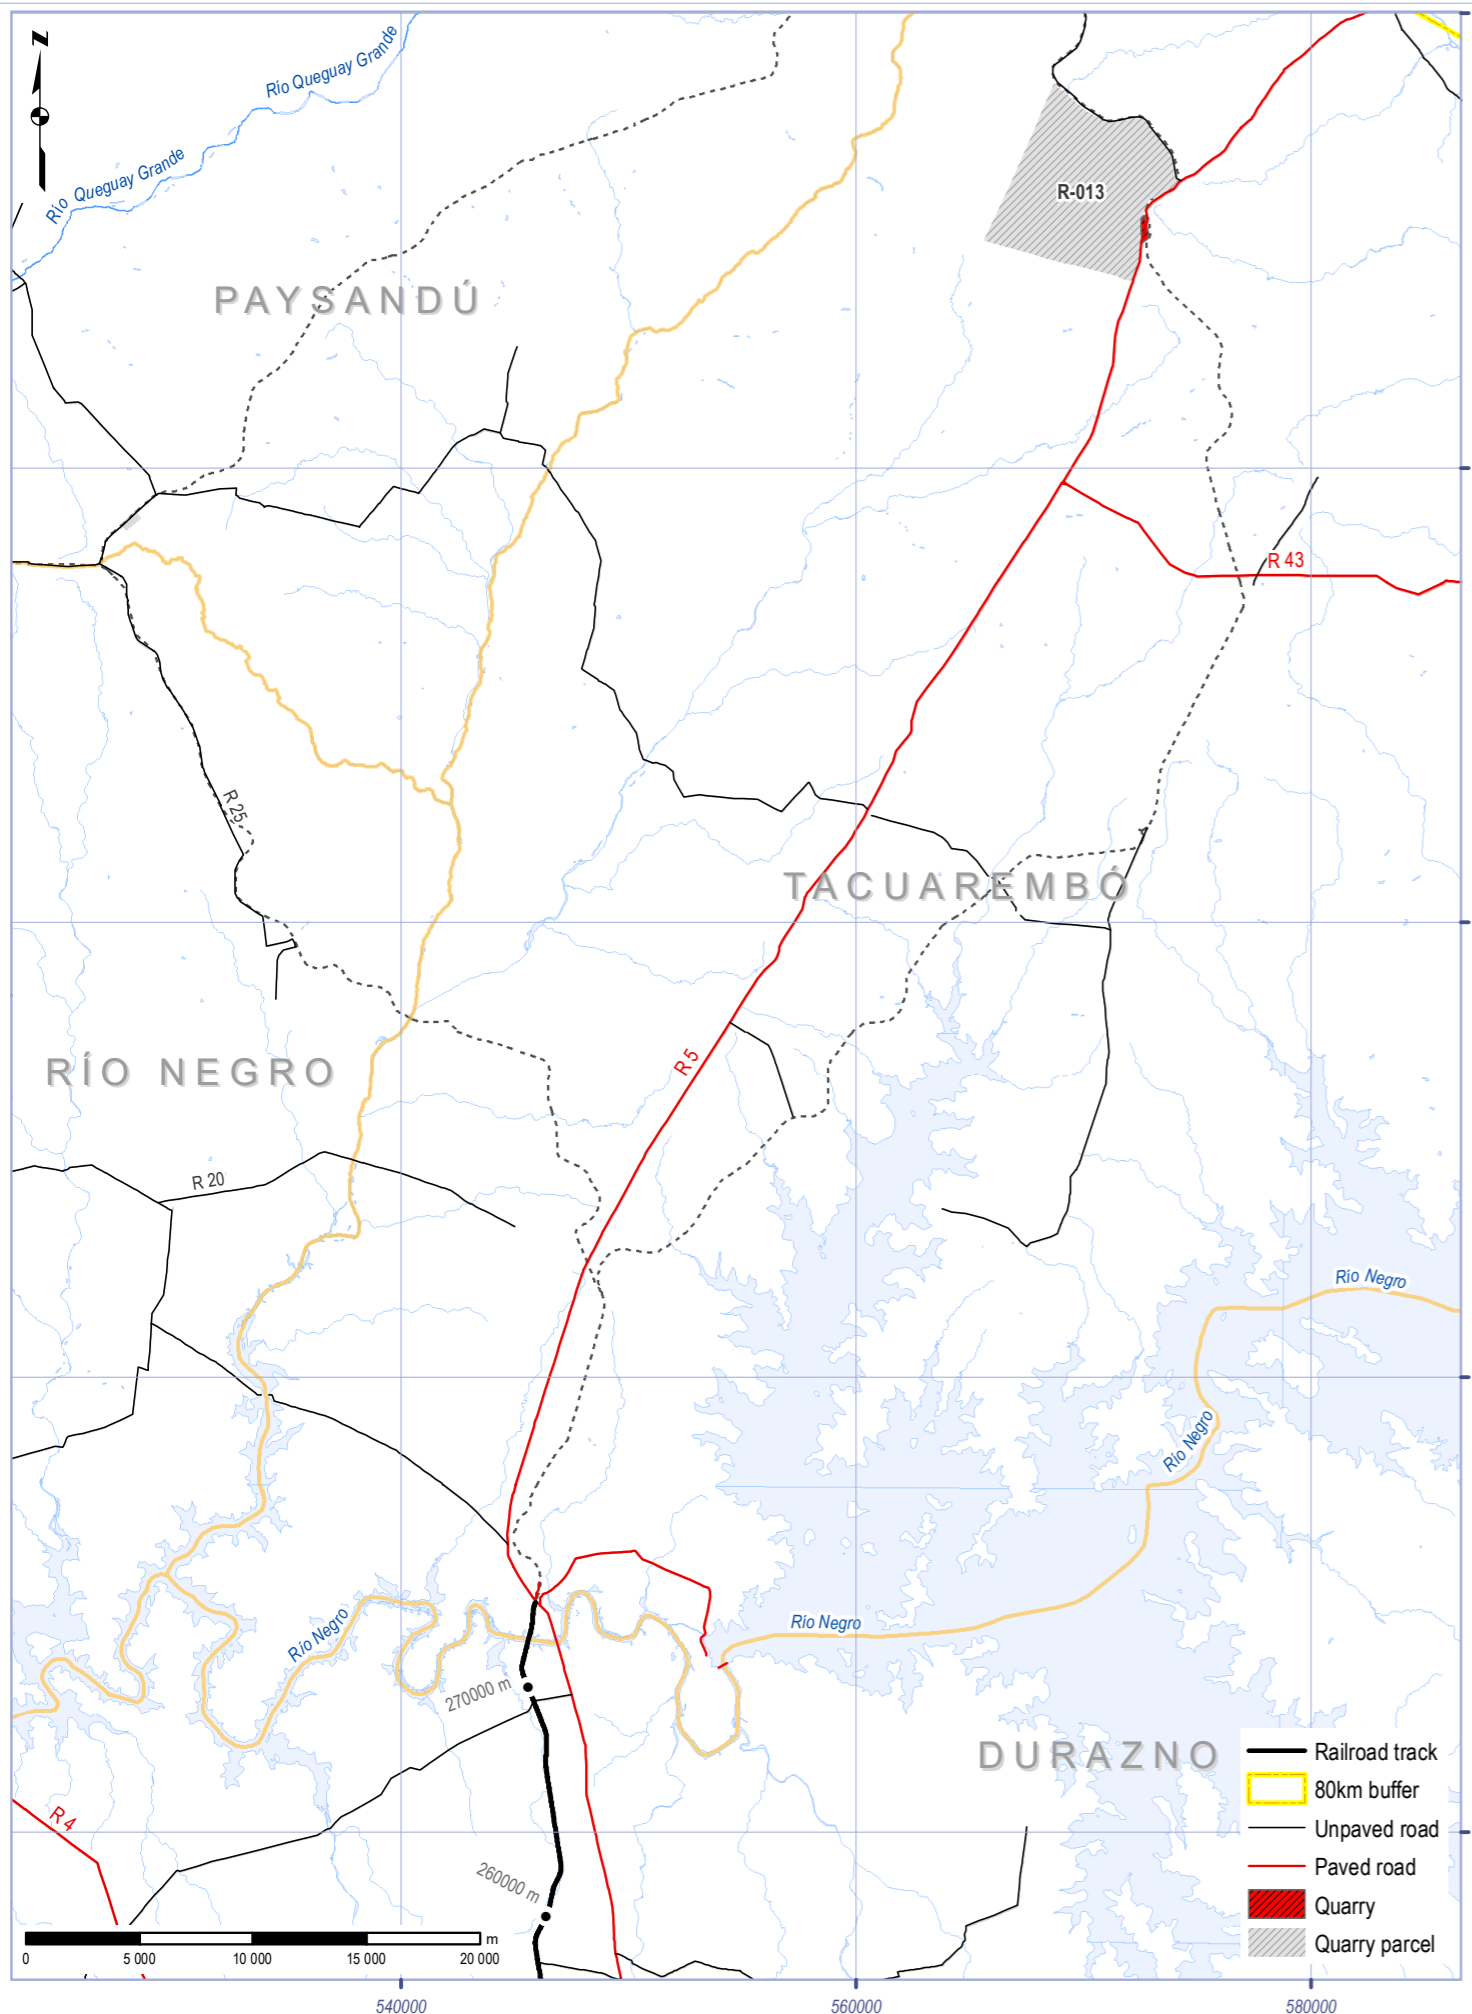 N
Río Queguay Grande
Río Queguay Grande
R-013
PAYSANDÚ
R 43
R 25
TACUAREMBÓ
R 5
RÍO NEGRO
R 20
Río Negro
Río Negro
Río Negro
Río Negro
270000 m
DURAZNO
Railroad track
80km buffer
Unpaved road
Paved road
Quarry
Quarry parcel
R 4
260000 m
m
0 5 000 10 000 15 000 20 000
540000 560000 580000